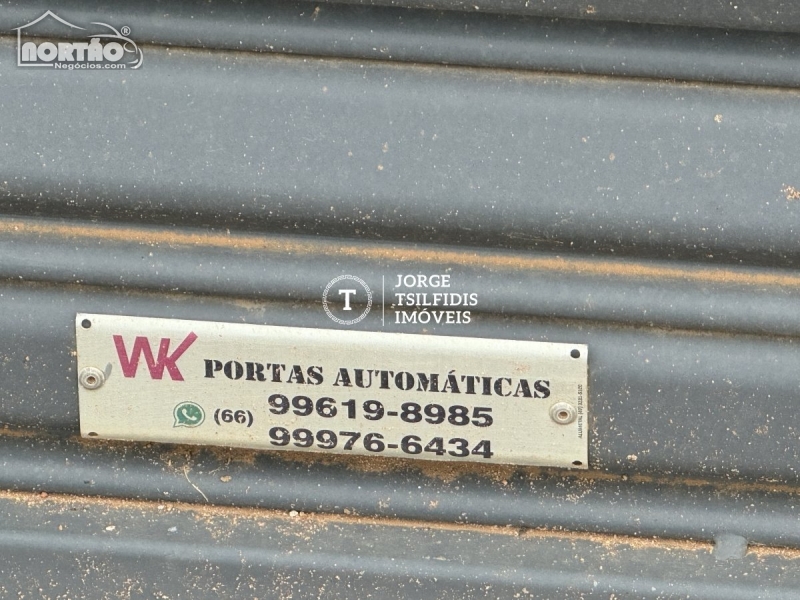 NORTÃO®
Negócios.com
JORGE
TSILFIDIS
IMÓVEIS
T
WK PORTAS AUTOMÁTICAS
(66) 99619-8985
99976-6434